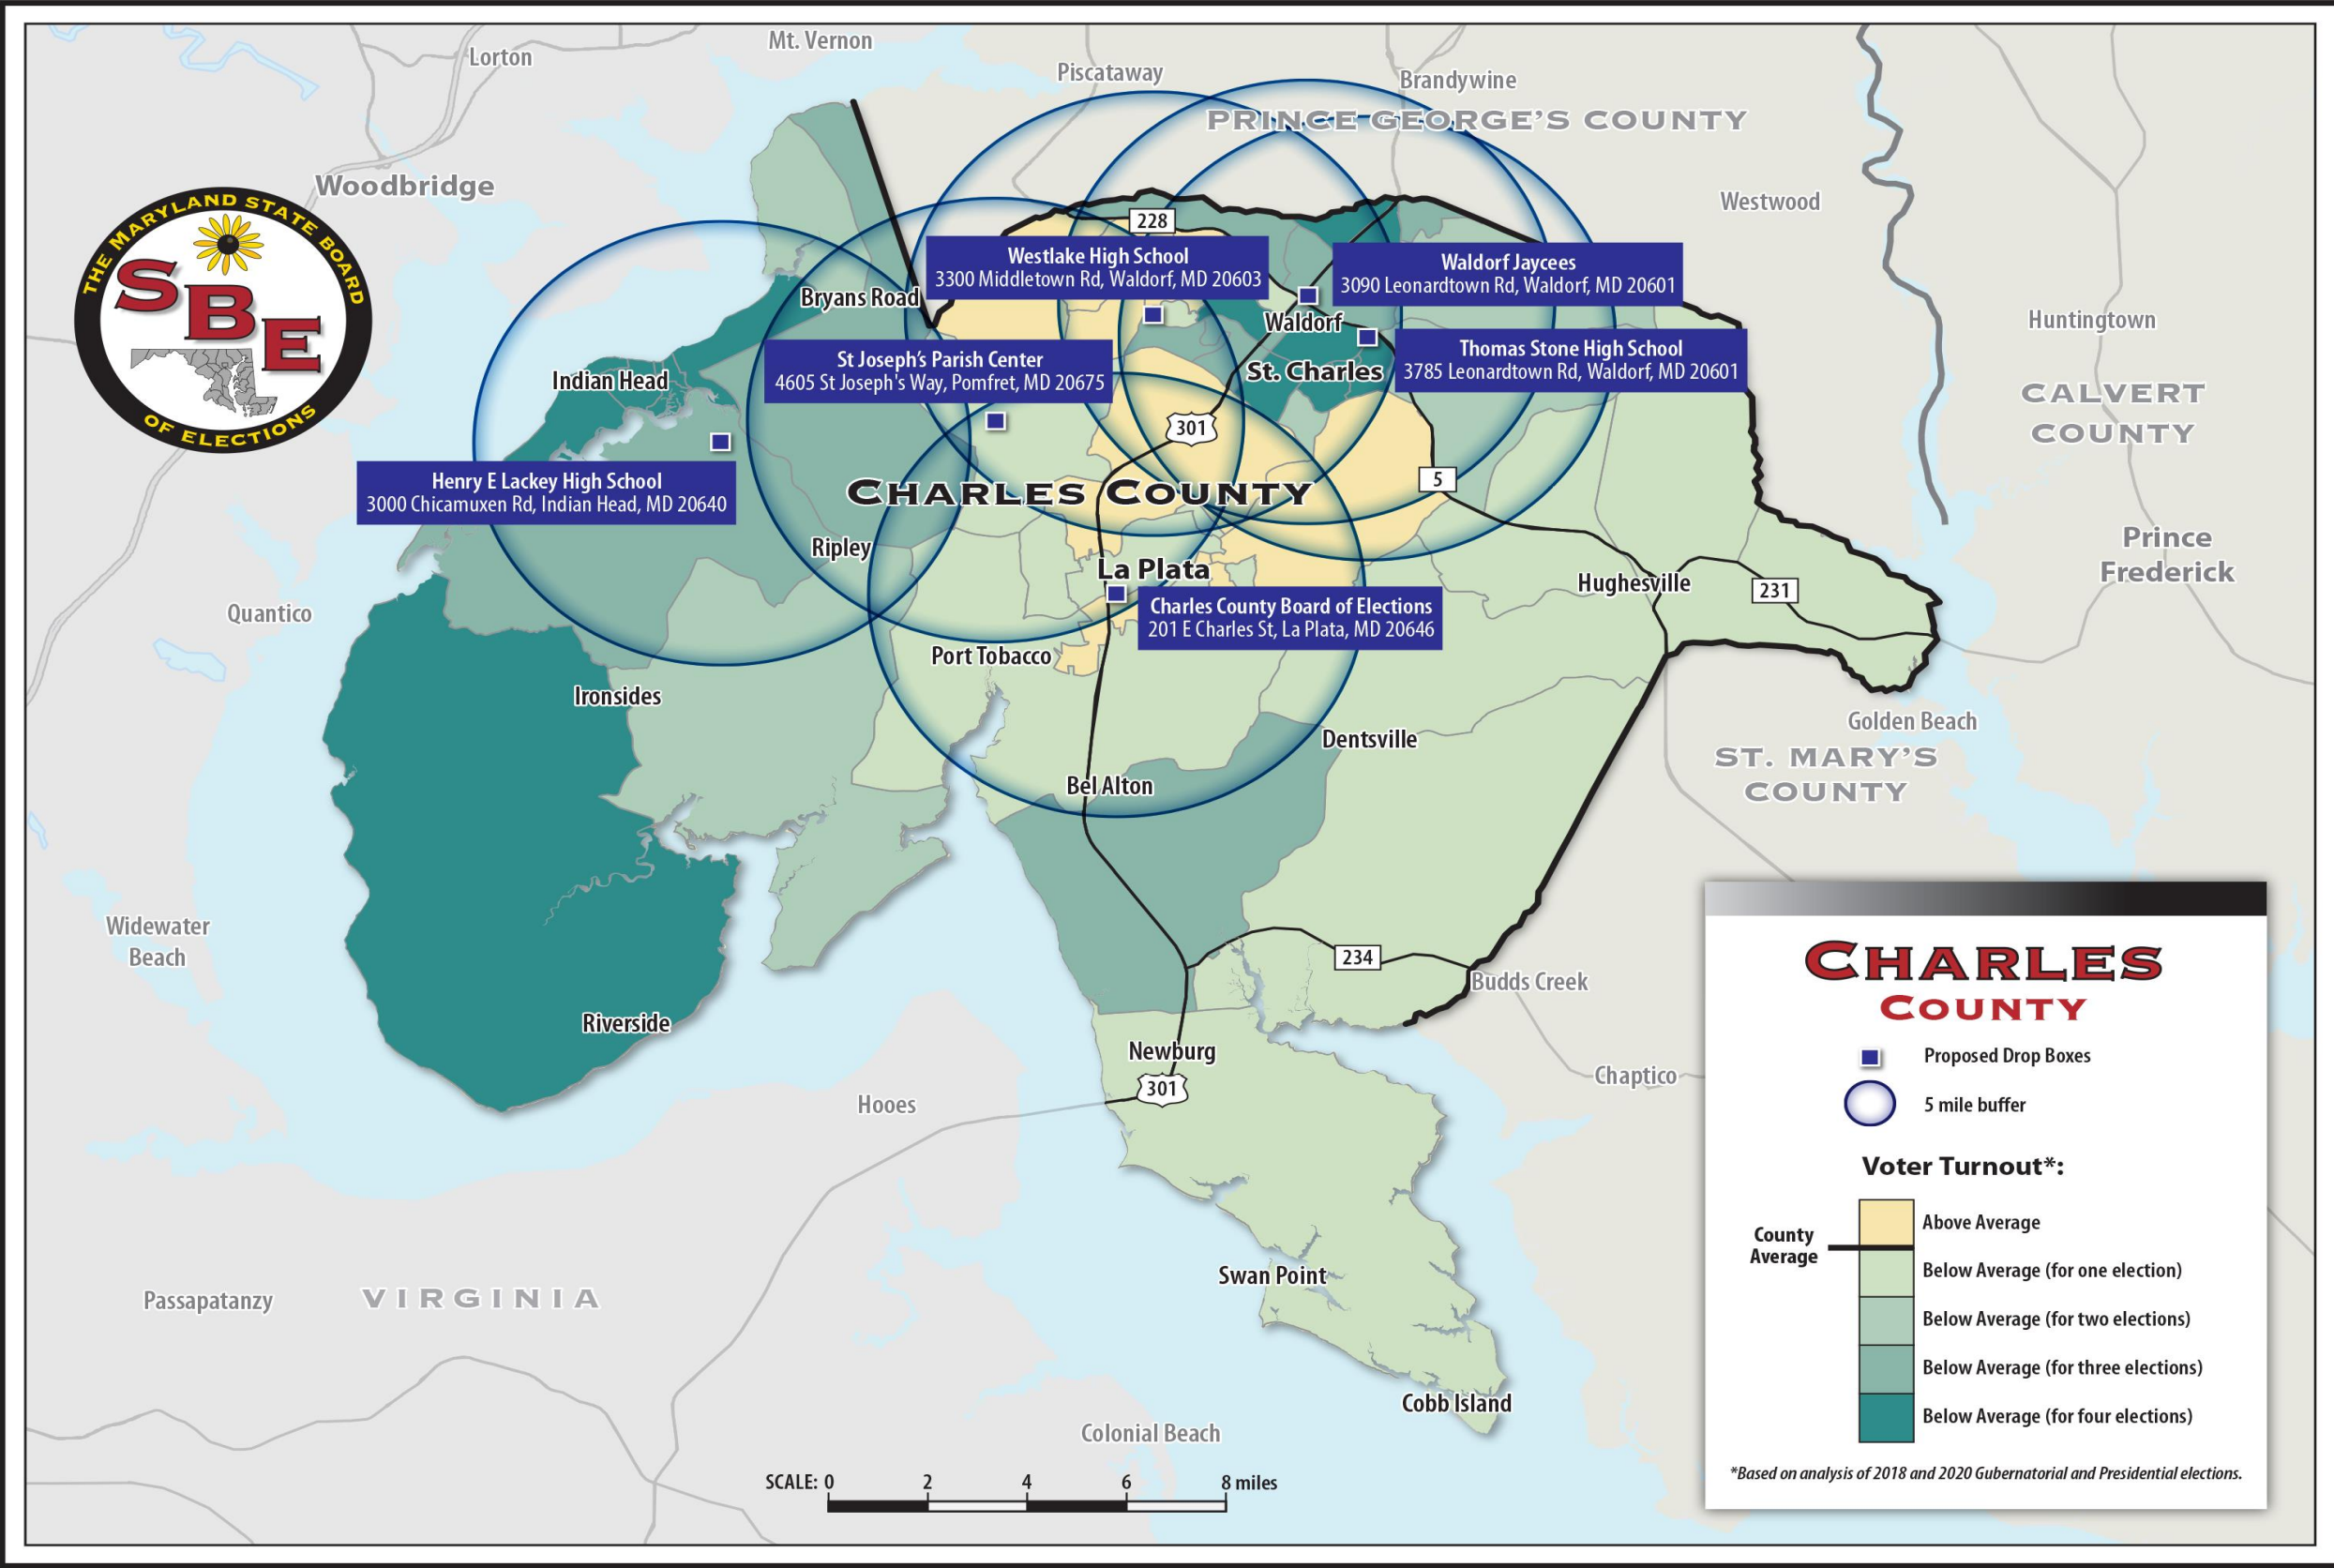 Lorton
Mt. Vernon
Piscataway
Brandywine
PRINCE GEORGE'S COUNTY
Woodbridge
Westwood
THE MARYLAND STATE BOARD
SBE
OF ELECTIONS
228
Westlake High School
3300 Middletown Rd, Waldorf, MD 20603
Waldorf Jaycees
3090 Leonardtown Rd, Waldorf, MD 20601
Bryans Road
Waldorf
Huntingtown
St Joseph's Parish Center
4605 St Joseph's Way, Pomfret, MD 20675
Thomas Stone High School
3785 Leonardtown Rd, Waldorf, MD 20601
Indian Head
St. Charles
CALVERT
COUNTY
301
Henry E Lackey High School
3000 Chicamuxen Rd, Indian Head, MD 20640
CHARLES COUNTY
5
Ripley
Prince
Frederick
La Plata
Hughesville
231
Quantico
Charles County Board of Elections
201 E Charles St, La Plata, MD 20646
Port Tobacco
Ironsides
Golden Beach
Dentsville
ST. MARY'S
COUNTY
Bel Alton
Widewater
Beach
234
Budds Creek
Riverside
Newburg
301
Chaptico
Hooes
Swan Point
Passapatanzy
VIRGINIA
Cobb Island
Colonial Beach
SCALE: 0 2 4 6 8 miles
CHARLES
COUNTY
Proposed Drop Boxes
5 mile buffer
Voter Turnout*:
Above Average
County
Average
Below Average (for one election)
Below Average (for two elections)
Below Average (for three elections)
Below Average (for four elections)
*Based on analysis of 2018 and 2020 Gubernatorial and Presidential elections.